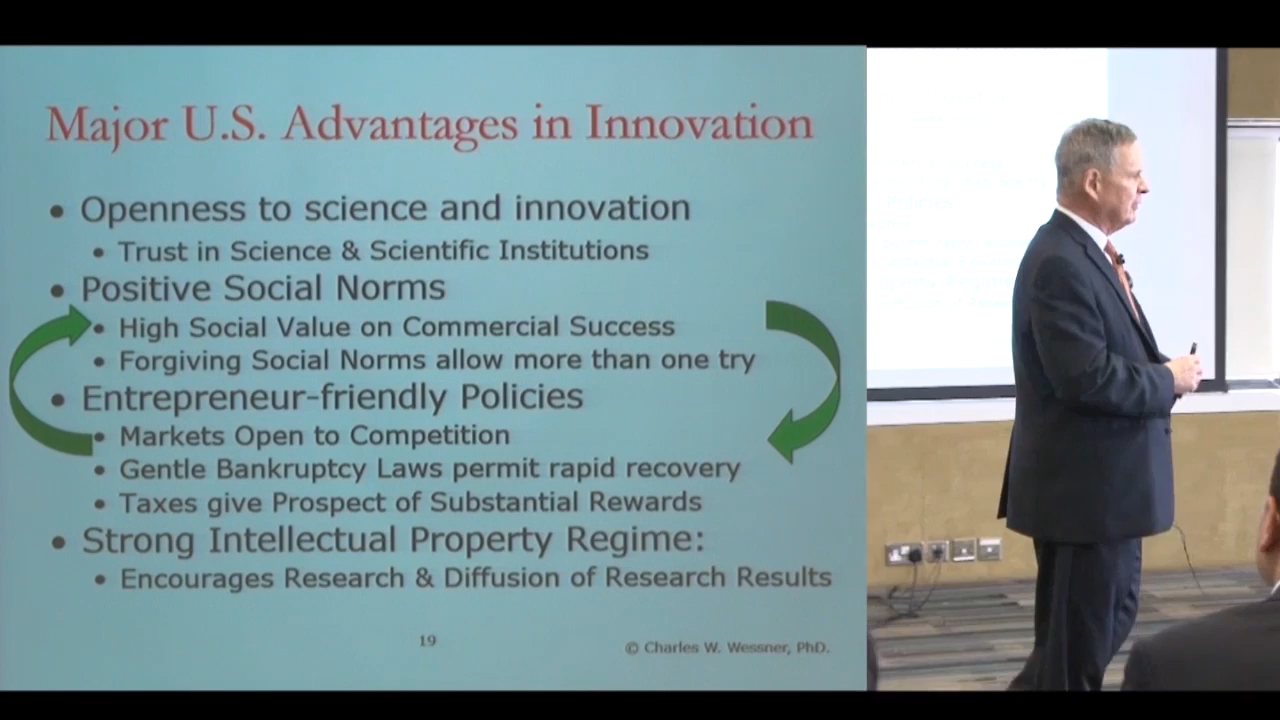 Major U.S. Advantages in Innovation
• Openness to science and innovation
• Trust in Science & Scientific Institutions
• Positive Social Norms
• High Social Value on Commercial Success
• Forgiving Social Norms allow more than one try
• Entrepreneur-friendly Policies
• Markets Open to Competition
• Gentle Bankruptcy Laws permit rapid recovery
• Taxes give Prospect of Substantial Rewards
• Strong Intellectual Property Regime:
• Encourages Research & Diffusion of Research Results
19
© Charles W. Wessner, PhD.